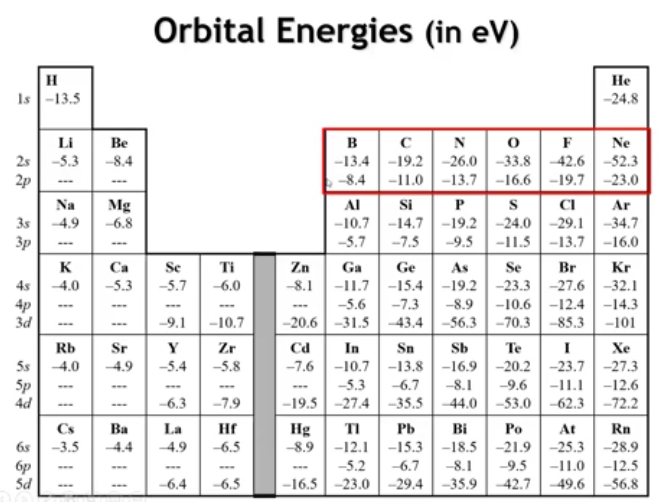 Orbital Energies (in eV)
H He
1s –13.5 –24.8
Li Be B C N O F Ne
2s –5.3 –8.4 –13.4 –19.2 –26.0 –33.8 –42.6 –52.3
2p --- --- –8.4 –11.0 –13.7 –16.6 –19.7 –23.0
Na Mg Al Si P S Cl Ar
3s –4.9 –6.8 –10.7 –14.7 –19.2 –24.0 –29.1 –34.7
3p --- --- –5.7 –7.5 –9.5 –11.5 –13.7 –16.0
K Ca Sc Ti Zn Ga Ge As Se Br Kr
4s –4.0 –5.3 –5.7 –6.0 –8.1 –11.7 –15.4 –19.2 –23.3 –27.6 –32.1
4p --- --- --- --- --- –5.6 –7.3 –8.9 –10.6 –12.4 –14.3
3d --- --- –9.1 –10.7 –20.6 –31.5 –43.4 –56.3 –70.3 –85.3 –101
Rb Sr Y Zr Cd In Sn Sb Te I Xe
5s –4.0 –4.9 –5.4 –5.8 –7.6 –10.7 –13.8 –16.9 –20.2 –23.7 –27.3
5p --- --- --- --- --- –5.3 –6.7 –8.1 –9.6 –11.1 –12.6
4d --- --- –6.3 –7.9 –19.5 –27.4 –35.5 –44.0 –53.0 –62.3 –72.2
Cs Ba La Hf Hg Tl Pb Bi Po At Rn
6s –3.5 –4.4 –4.9 –6.5 –8.9 –12.1 –15.3 –18.5 –21.9 –25.3 –28.9
6p --- --- --- --- --- –5.2 –6.7 –8.1 –9.5 –11.0 –12.5
5d --- --- –6.4 –6.5 –16.5 –23.0 –29.4 –35.9 –42.7 –49.6 –56.8